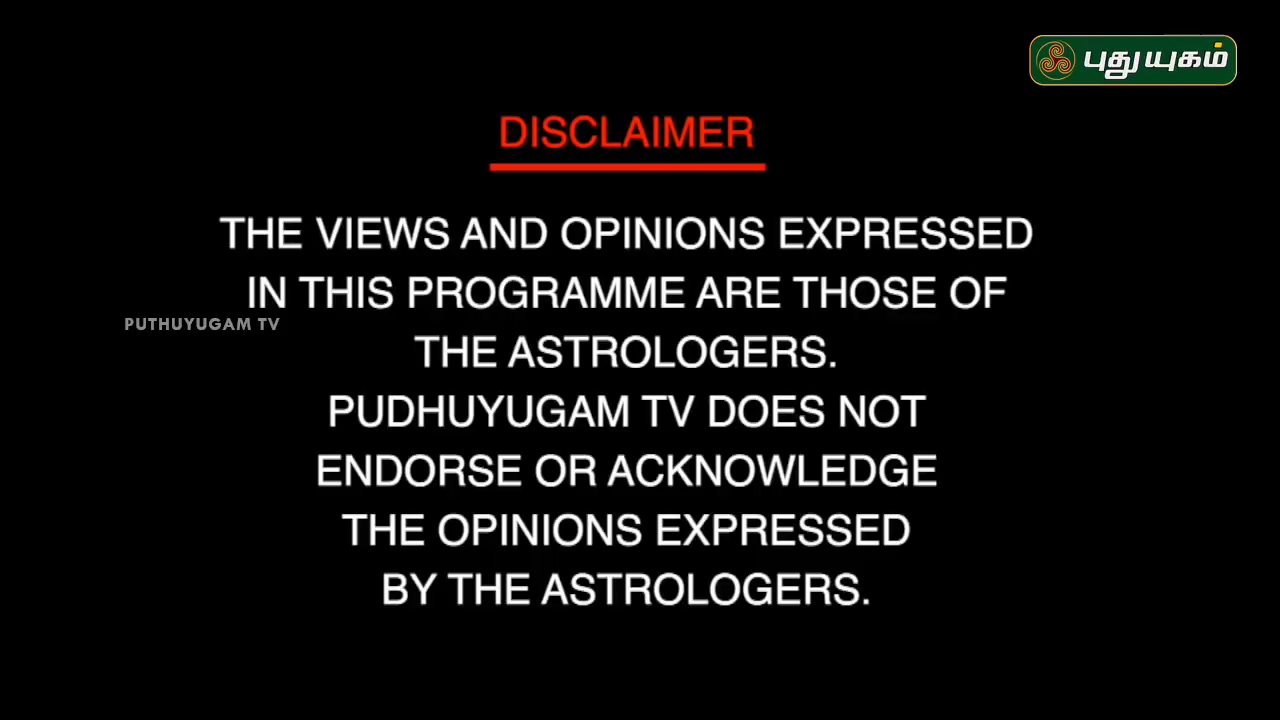 புதுயுகம்
DISCLAIMER
THE VIEWS AND OPINIONS EXPRESSED
IN THIS PROGRAMME ARE THOSE OF
PUTHUYUGAM TV
THE ASTROLOGERS.
PUDHUYUGAM TV DOES NOT
ENDORSE OR ACKNOWLEDGE
THE OPINIONS EXPRESSED
BY THE ASTROLOGERS.